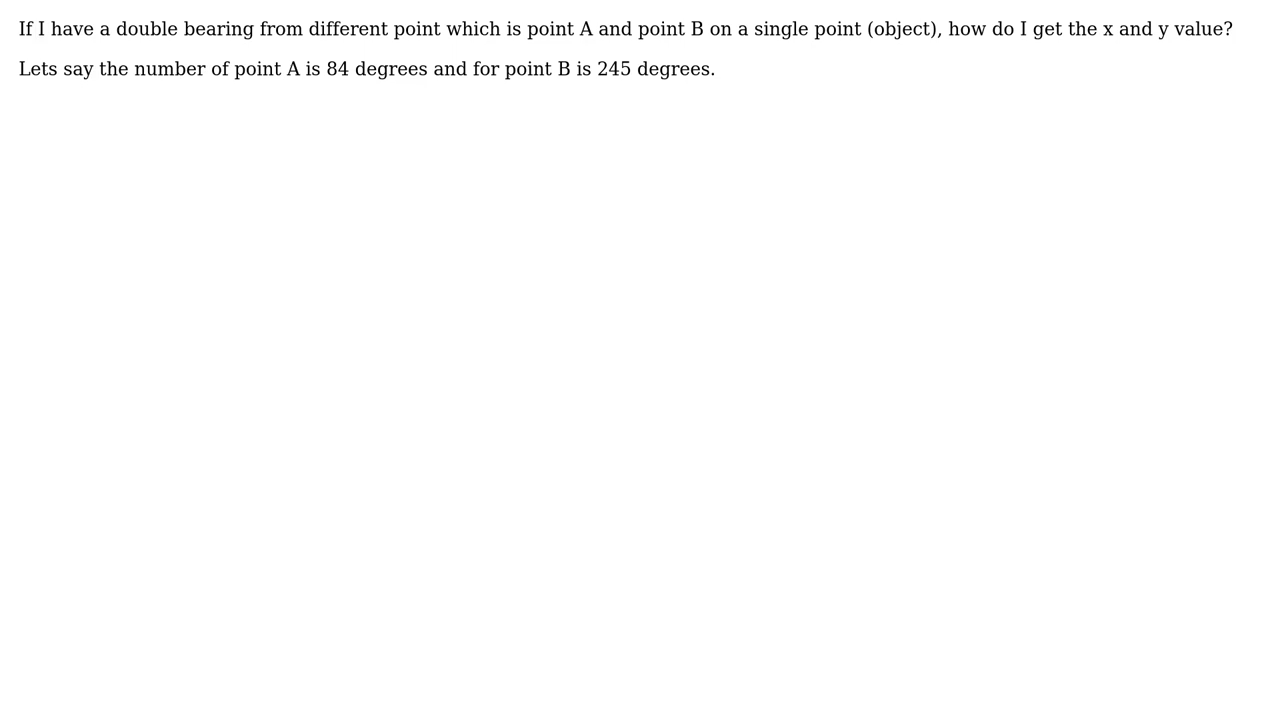 If I have a double bearing from different point which is point A and point B on a single point (object), how do I get the x and y value?
Lets say the number of point A is 84 degrees and for point B is 245 degrees.